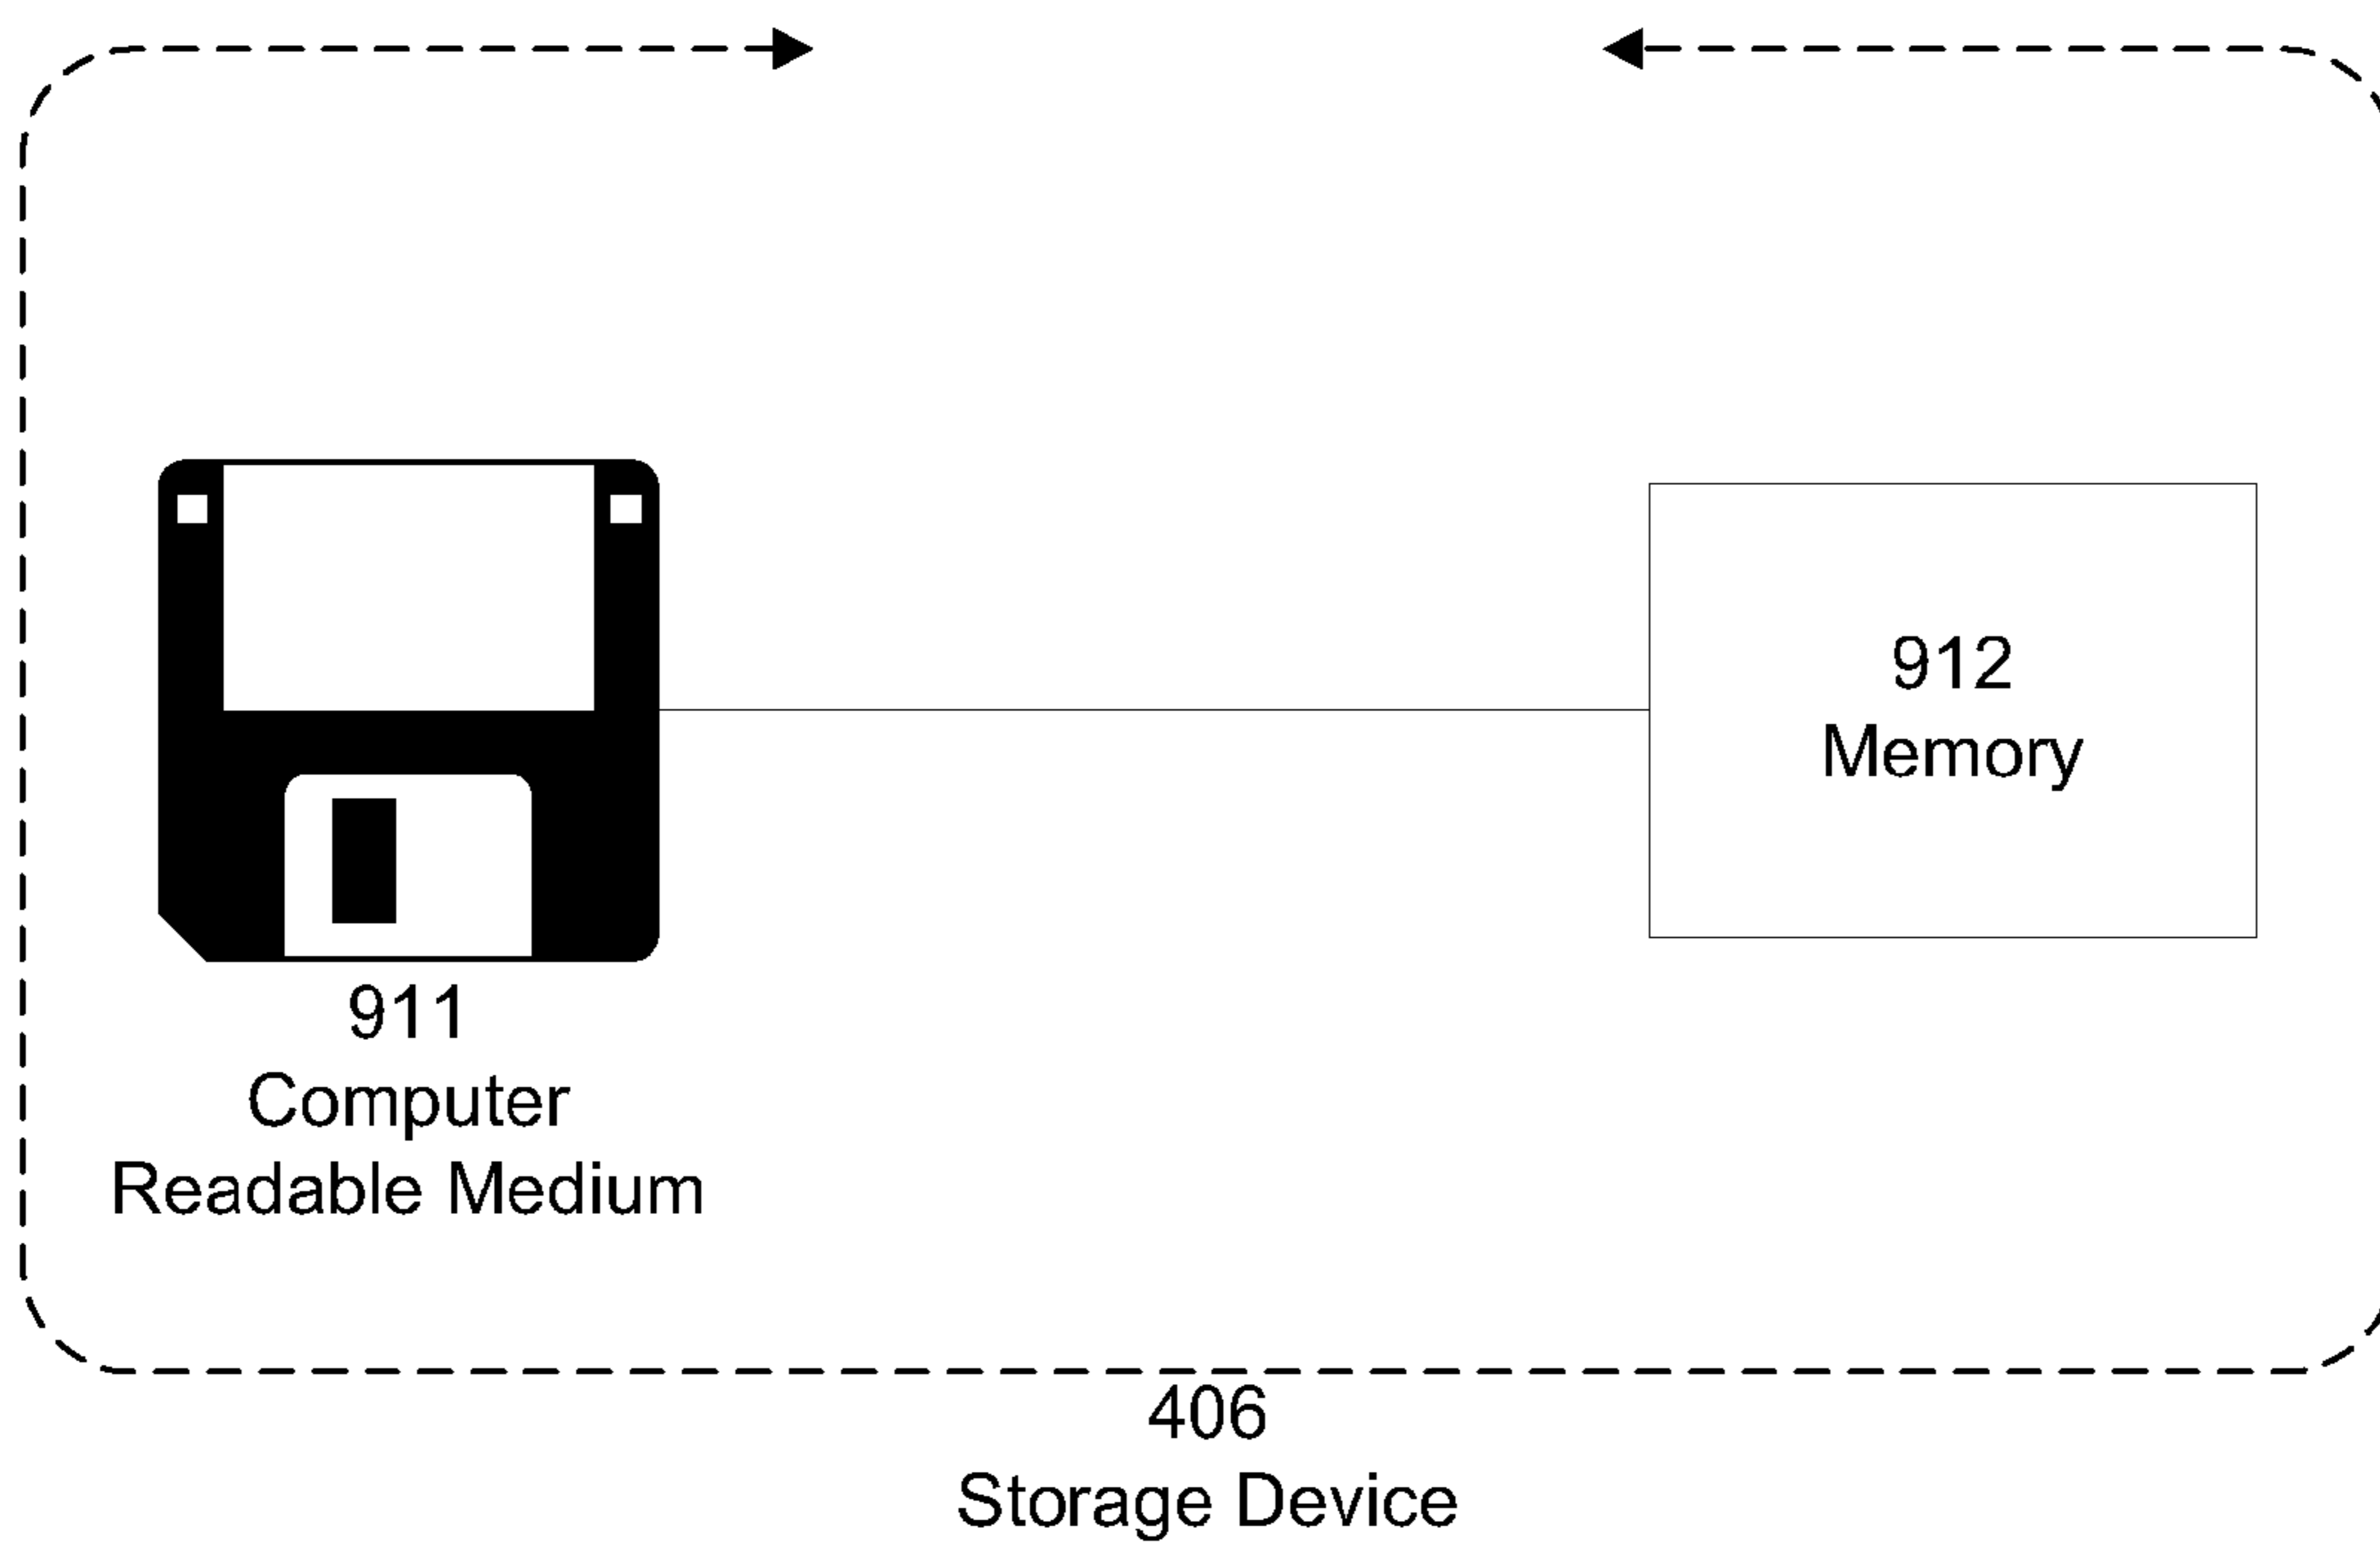 912
Memory
911
Computer
Readable Medium
406
Storage Device